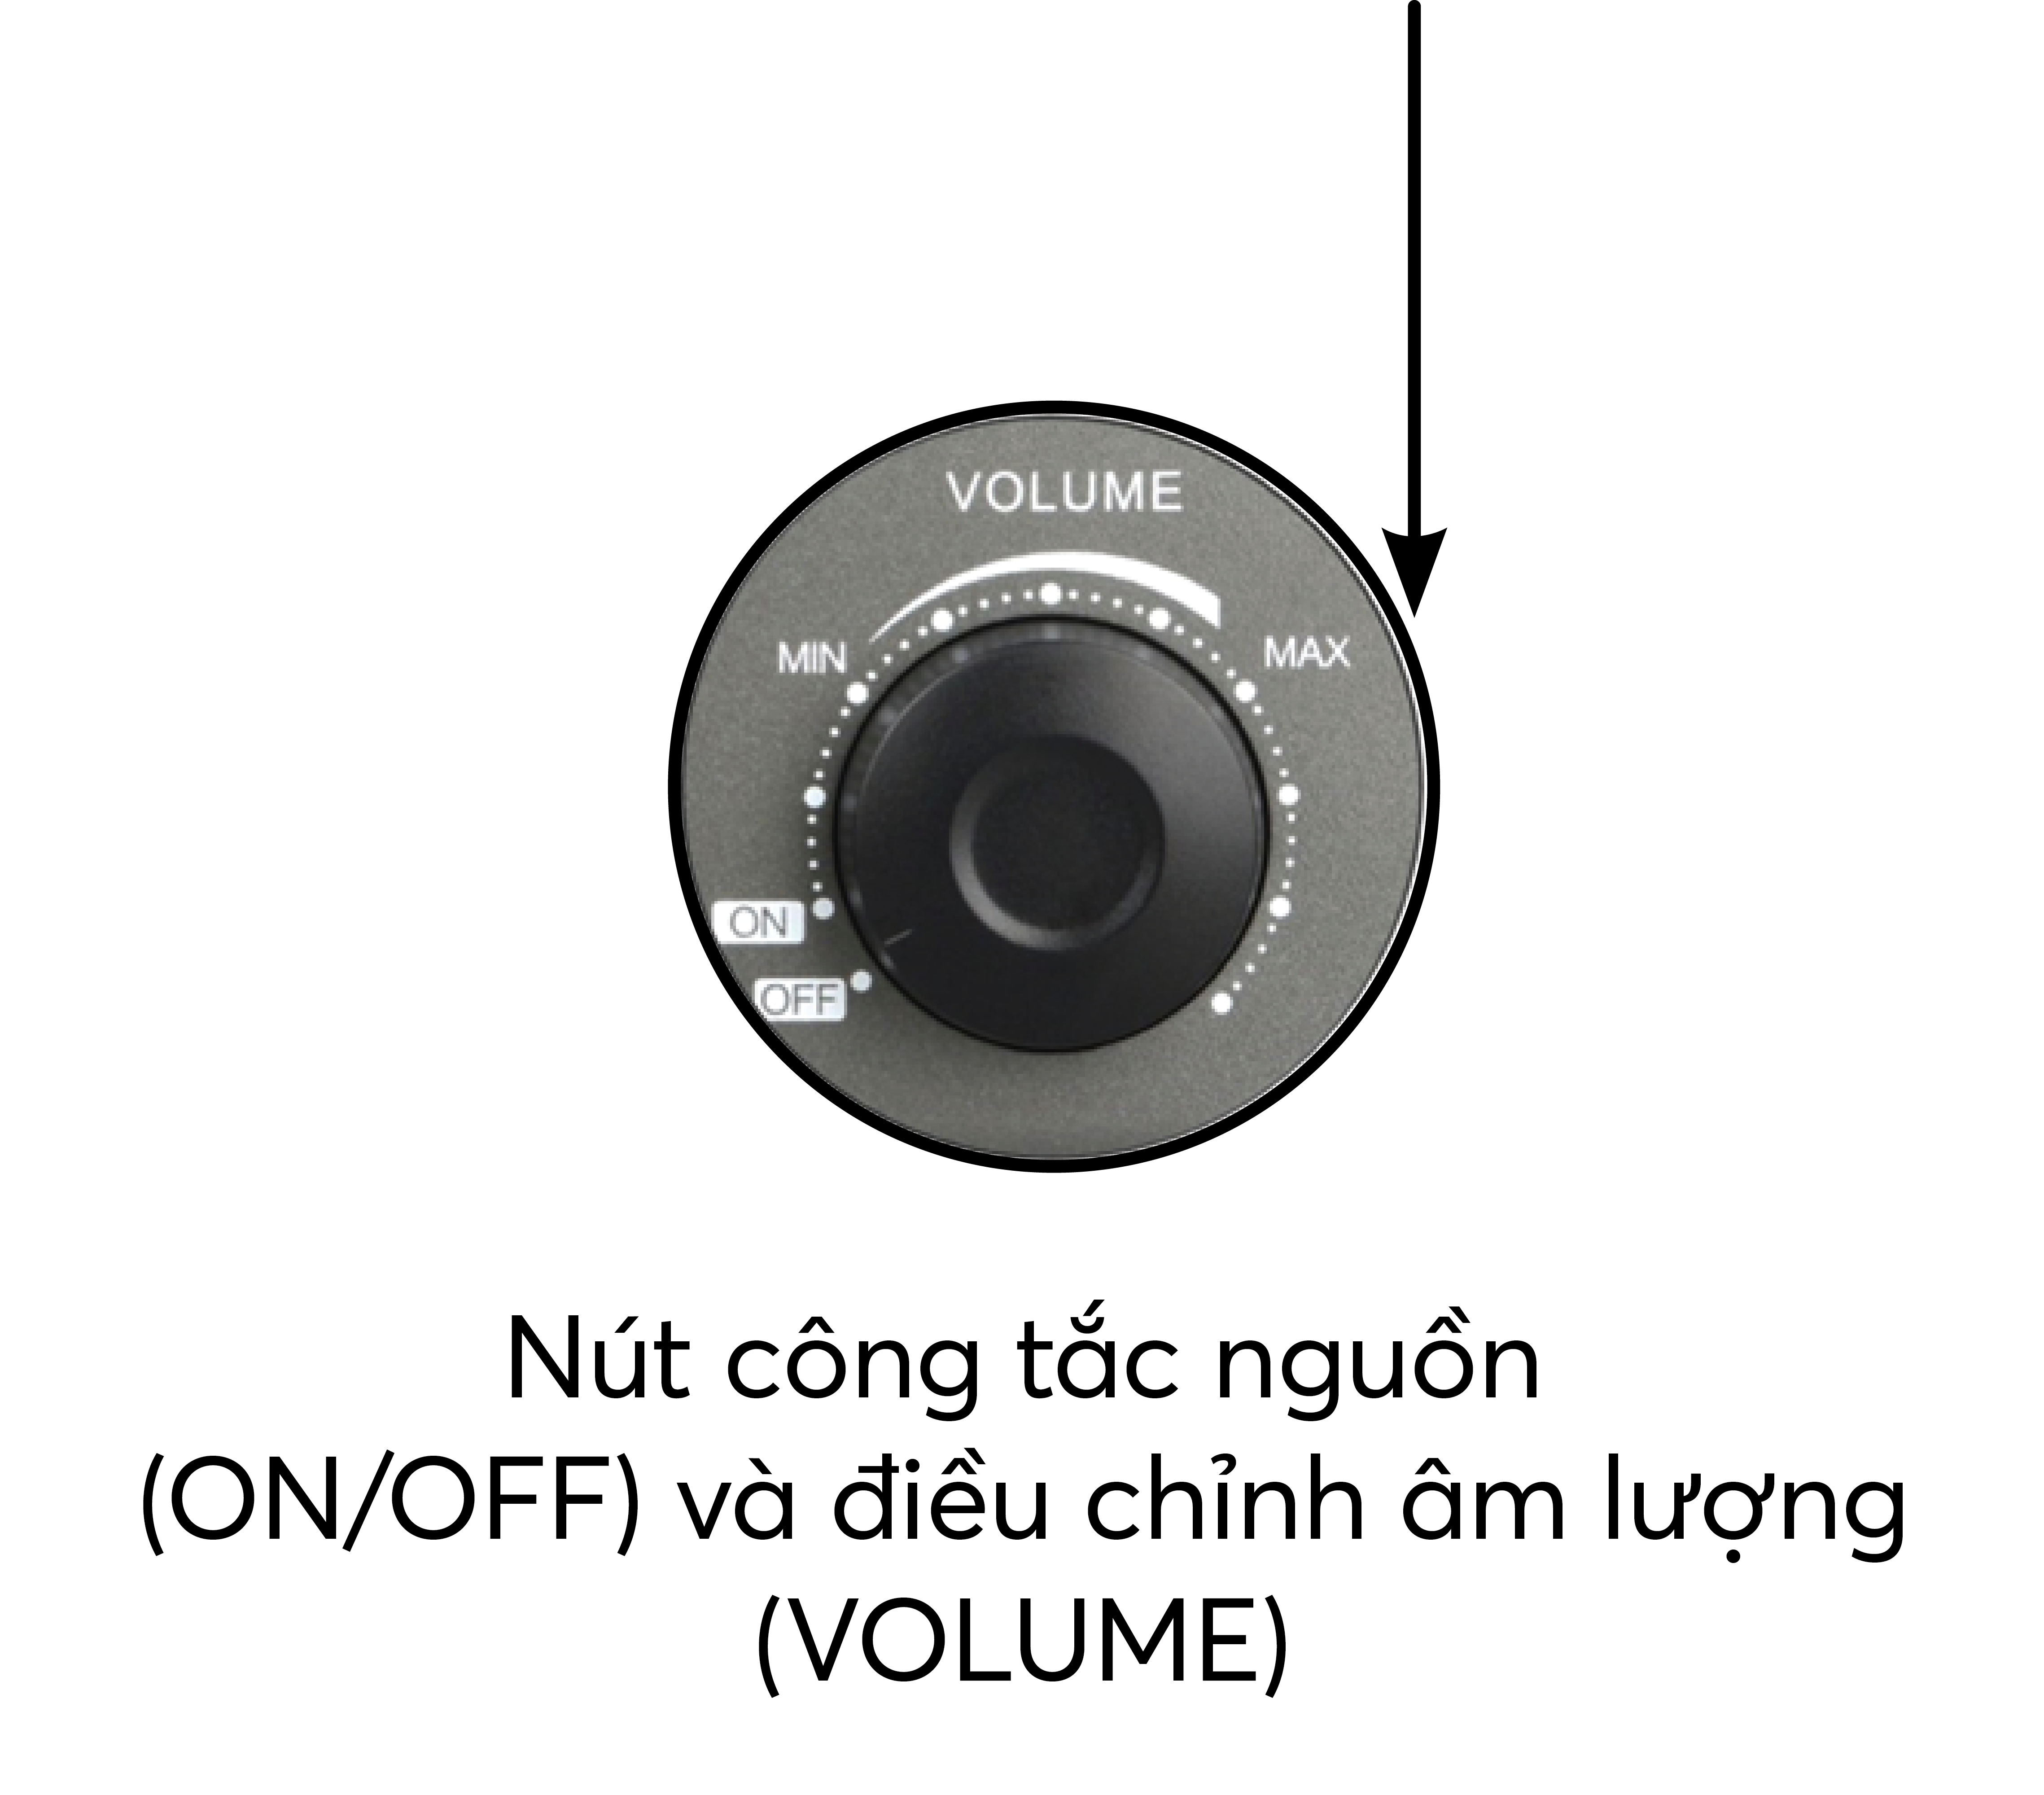 VOLUME
MIN
MAX
ON
OFF
Nút công tắc nguồn
(ON/OFF) và điều chỉnh âm lượng
(VOLUME)